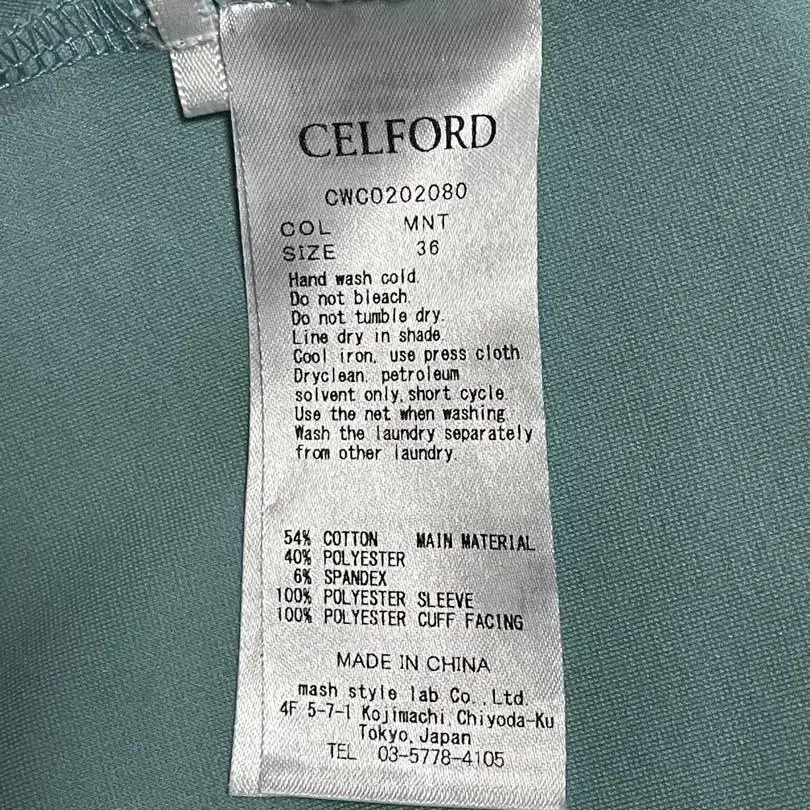 CELFORD
CWC0202080
COL MNT
SIZE 36
Hand wash cold.
Do not bleach.
Do not tumble dry.
Line dry in shade
Cool iron, use press cloth
Dryclean, petroleum
solvent only, short cycle.
Use the net when washing
Wash the laundry separately
from other laundry.
54% COTTON MAIN MATERIAL
40% POLYESTER
6% SPANDEX
100% POLYESTER SLEEVE
100% POLYESTER CUFF FACING
MADE IN CHINA
mash style lab Co., Ltd.
4F 5-7-1 Kojimachi, Chiyoda-Ku
Tokyo, Japan
TEL 03-5778-4105